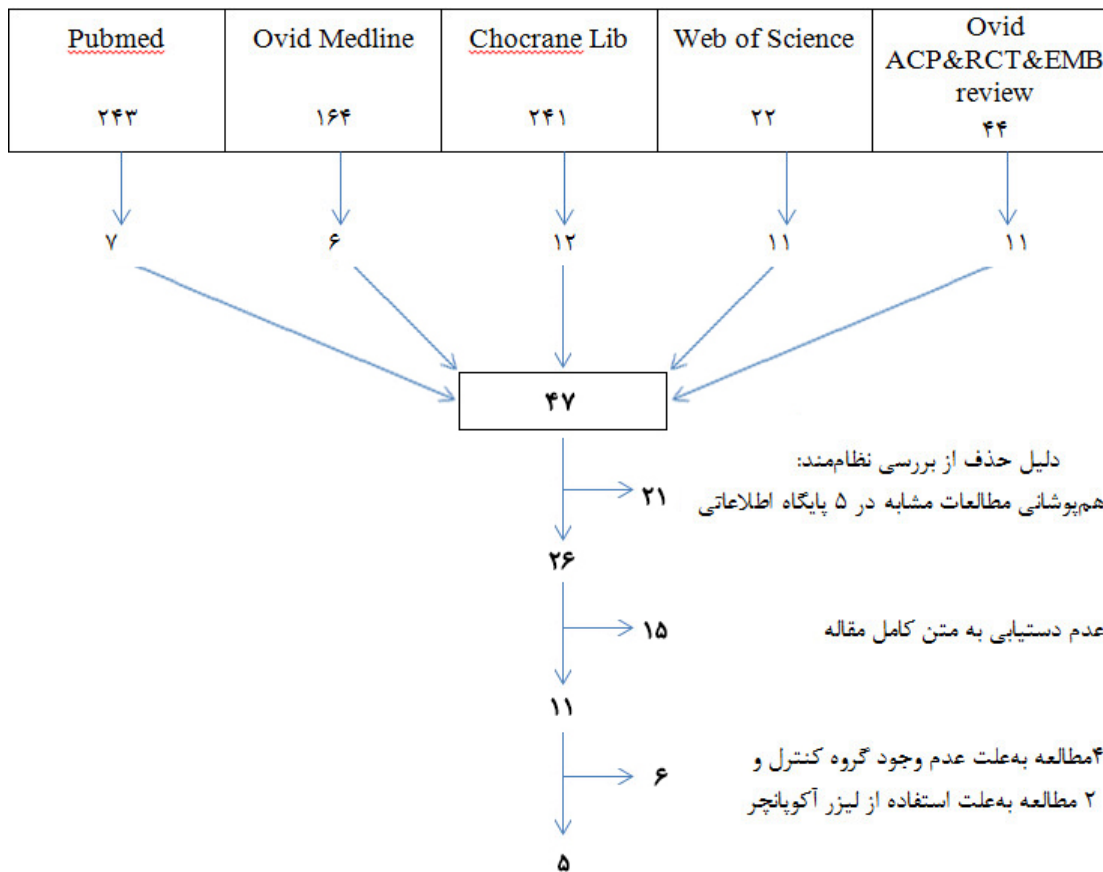 Pubmed
۲۴۳
Ovid Medline
۱۶۴
Chocrane Lib
۲۴۱
Web of Science
۲۲
Ovid
ACP&RCT&EMB
review
۴۴
۷
۶
۱۲
۱۱
۱۱
۴۷
دلیل حذف از بررسی نظام‌مند:
۲۱
هم‌پوشانی مطالعات مشابه در ۵ پایگاه اطلاعاتی
۲۶
۱۵
عدم دستیابی به متن کامل مقاله
۱۱
۶
۴مطالعه به‌علت عدم وجود گروه کنترل و
۲ مطالعه به‌علت استفاده از لیزر آکوپانچر
۵